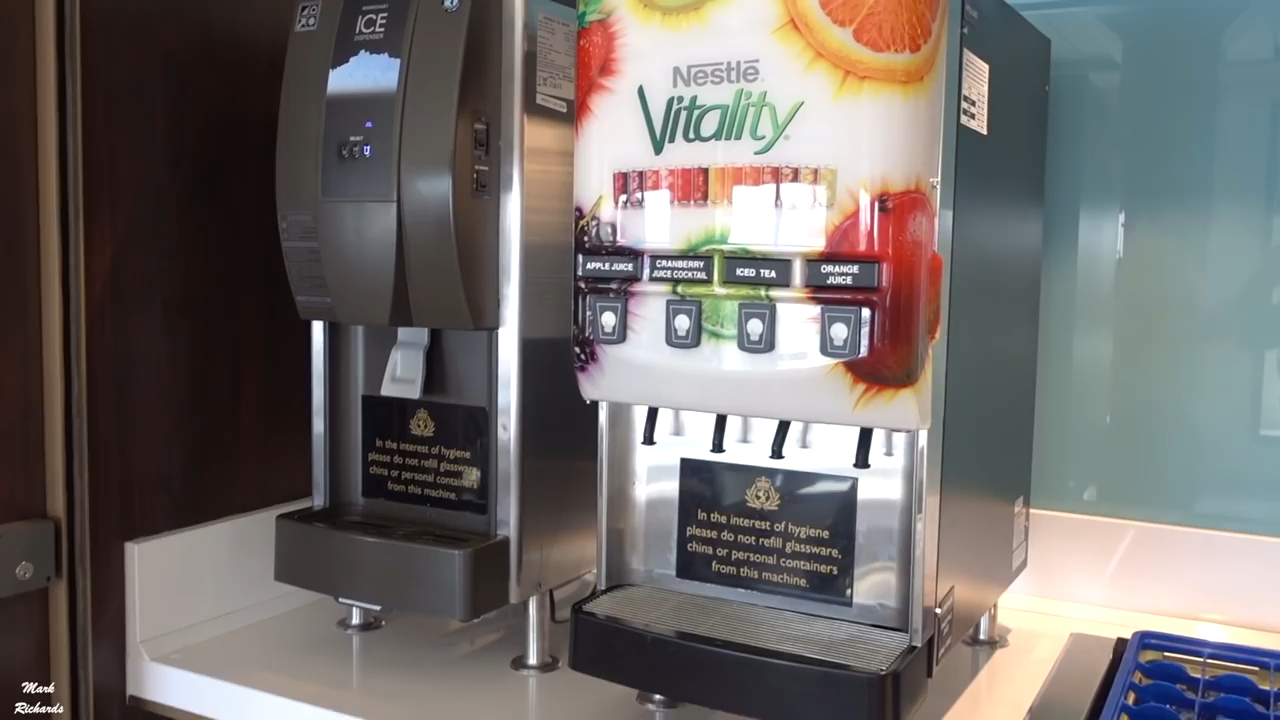 ICE
DISPENSER
SELECT
Nestlé
Vitality
APPLE JUICE
CRANBERRY
JUICE COCKTAIL
ICED TEA
ORANGE
JUICE
In the interest of hygiene
please do not refill glassware,
china or personal containers
from this machine.
In the interest of hygiene
please do not refill glassware,
china or personal containers
from this machine.
Mark
Richards